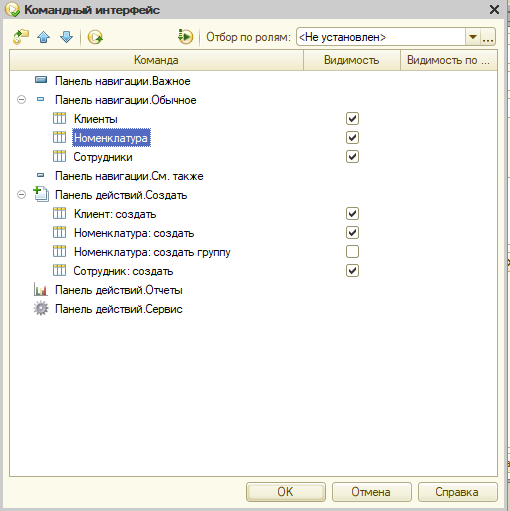 Командный интерфейс
Отбор по ролям: <Не установлен>
Команда Видимость Видимость по ...
Панель навигации.Важное
Панель навигации.Обычное
Клиенты
Номенклатура
Сотрудники
Панель навигации.См. также
Панель действий.Создать
Клиент: создать
Номенклатура: создать
Номенклатура: создать группу
Сотрудник: создать
Панель действий.Отчеты
Панель действий.Сервис
OK Отмена Справка